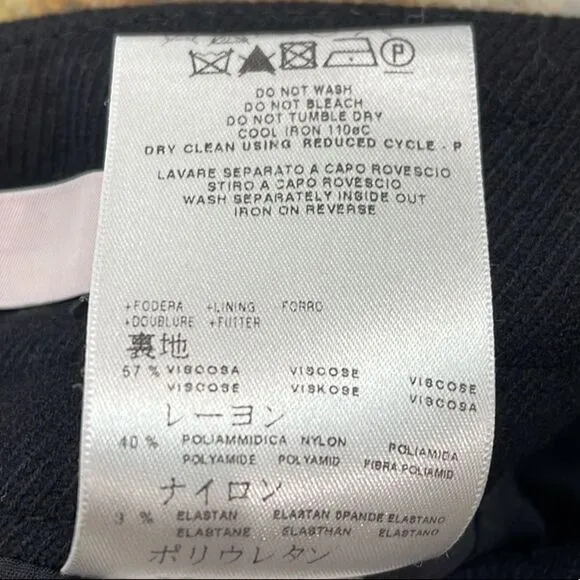 P
DO NOT WASH
DO NOT BLEACH
DO NOT TUMBLE DRY
COOL IRON 110øC
DRY CLEAN USING REDUCED CYCLE - P
LAVARE SEPARATO A CAPO ROVESCIO
STIRO A CAPO ROVESCIO
WASH SEPARATELY INSIDE OUT
IRON ON REVERSE
+FODERA +LINING FORRO
+DOUBLURE +FUTTER
裏地
57 % VISCOSA VISCOSE VISCOSE
VISCOSE VISKOSE VISCOSA
レーヨン
40 % POLIAMMIDICA NYLON POLIAMIDA
POLYAMIDE POLYAMID FIBRA POLIAMID
ナイロン
3 % ELASTAN ELASTAN SPANDE ELASTANO
ELASTANE ELASTHAN ELASTANO
ポリウレタン